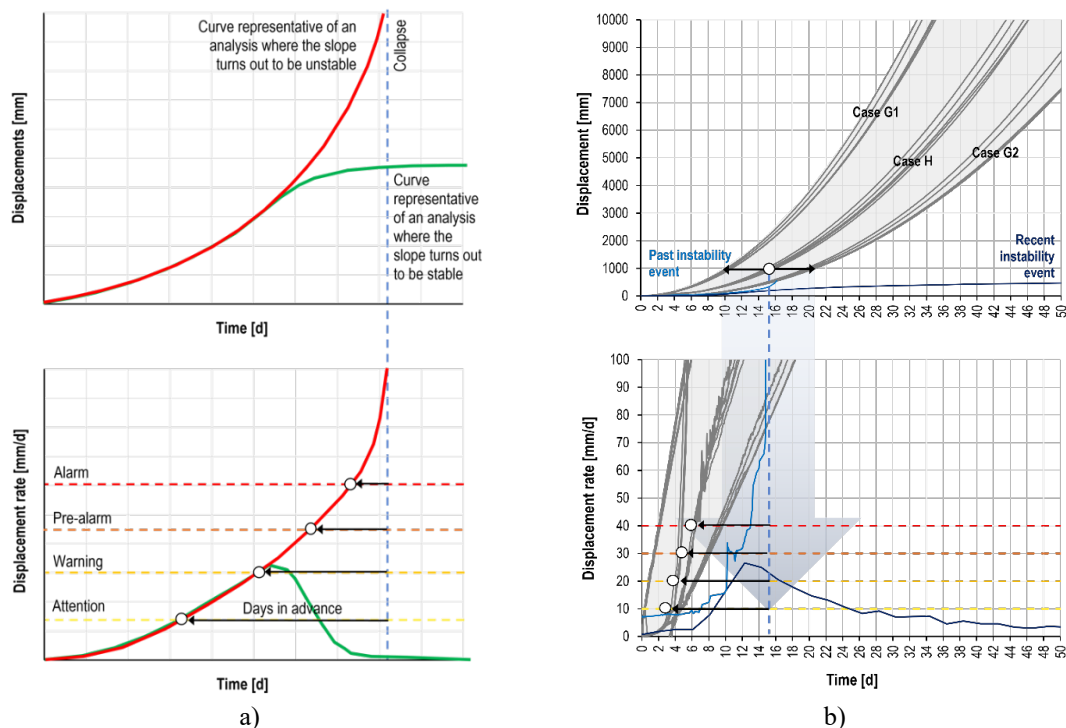 Displacements [mm]
Curve representative of an
analysis where the slope
turns out to be unstable
Collapse
Curve
representative
of an analysis
where the
slope turns out
to be stable
Time [d]
Displacement rate [mm/d]
Alarm
Pre-alarm
Warning
Attention
Days in advance
Time [d]
a)
Displacement [mm]
10000
9000
8000
7000
6000
5000
4000
3000
2000
1000
0
Case G1
Case H
Case G2
Past instability
event
Recent
instability
event
0 2 4 6 8 10 12 14 16 18 20 22 24 26 28 30 32 34 36 38 40 42 44 46 48 50
Time [d]
Displacement rate [mm/d]
100
90
80
70
60
50
40
30
20
10
0
0 2 4 6 8 10 12 14 16 18 20 22 24 26 28 30 32 34 36 38 40 42 44 46 48 50
Time [d]
b)